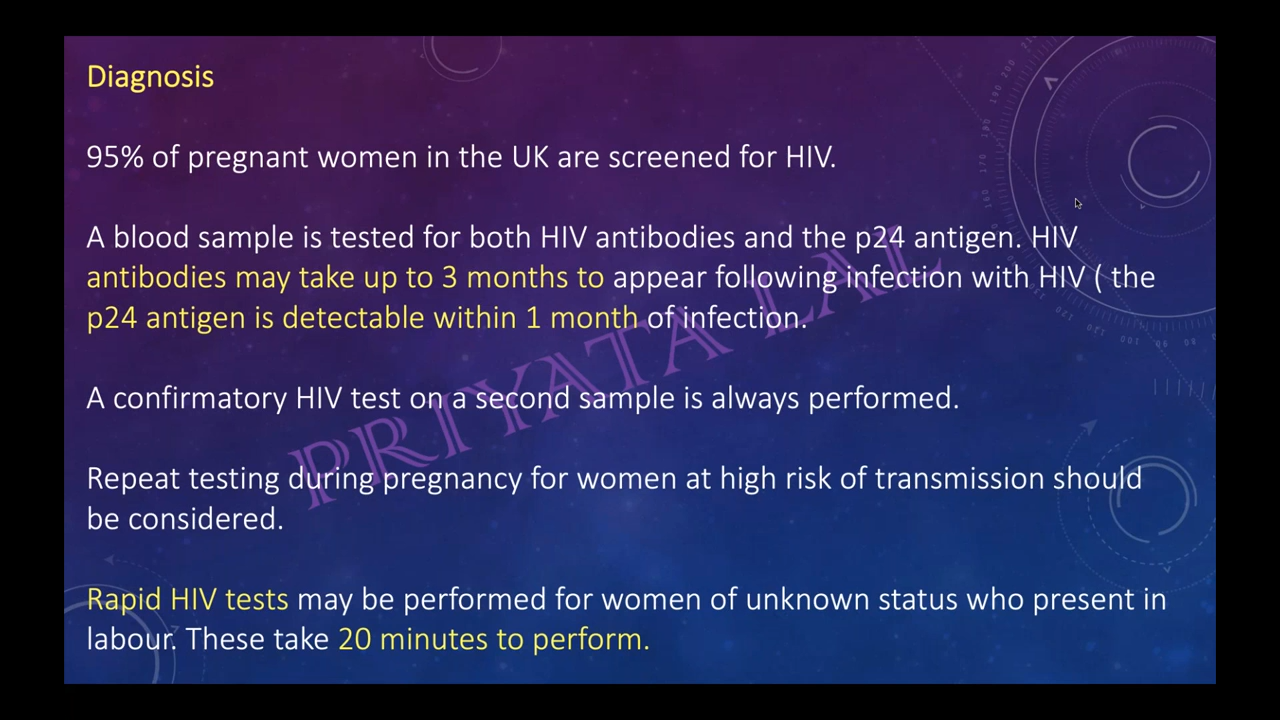 Diagnosis
95% of pregnant women in the UK are screened for HIV.
A blood sample is tested for both HIV antibodies and the p24 antigen. HIV
antibodies may take up to 3 months to appear following infection with HIV ( the
p24 antigen is detectable within 1 month of infection.
A confirmatory HIV test on a second sample is always performed.
Repeat testing during pregnancy for women at high risk of transmission should
be considered.
Rapid HIV tests may be performed for women of unknown status who present in
labour. These take 20 minutes to perform.
PRIYATA LAL